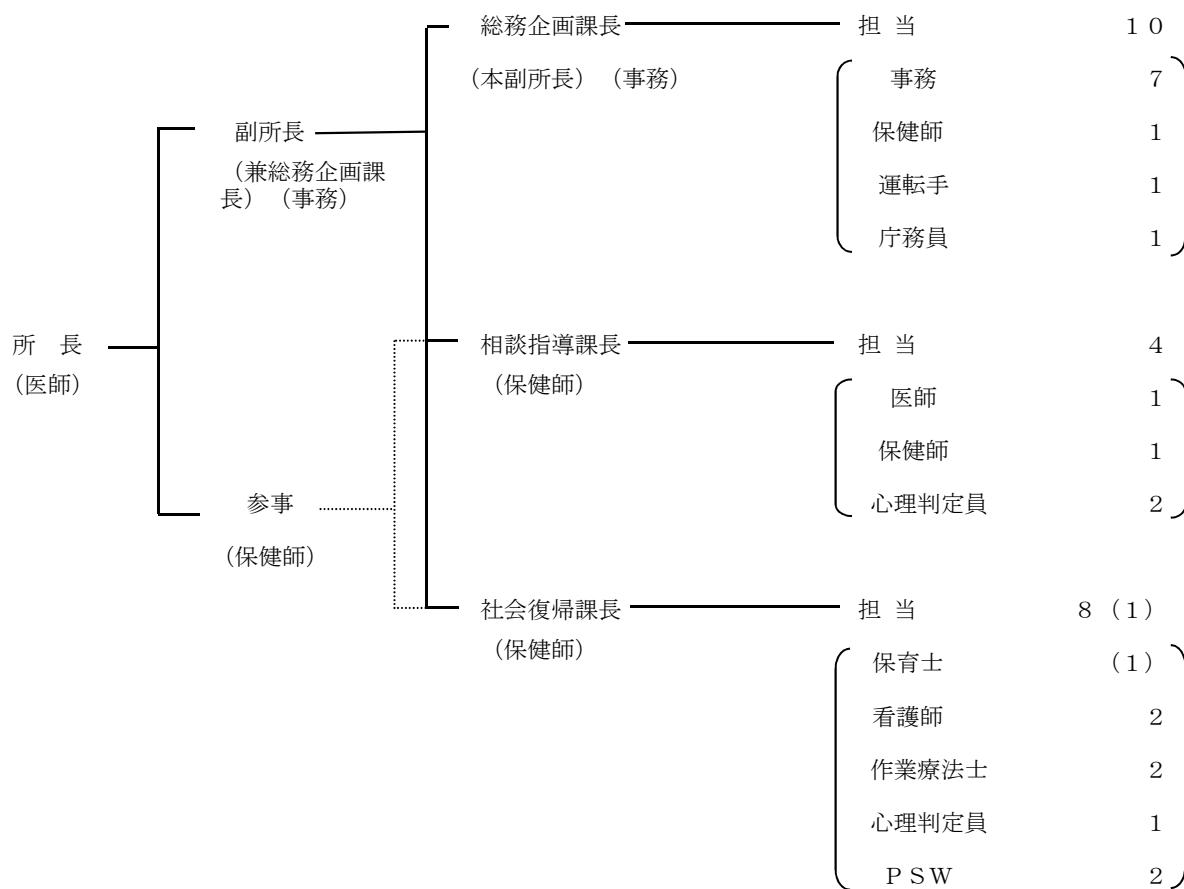 総務企画課長 担 当 １０
（本副所長）（事務）
事務 ７
副所長
保健師 １
（兼総務企画課
長）（事務）
運転手 １
庁務員 １
所 長
（医師）
相談指導課長 担 当 ４
（保健師）
医師 １
保健師 １
心理判定員 ２
参事
（保健師）
社会復帰課長 担 当 ８（１）
（保健師）
保育士 （１）
看護師 ２
作業療法士 ２
心理判定員 １
ＰＳＷ ２